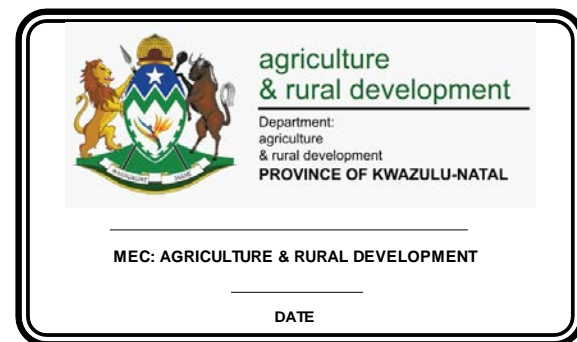 agriculture
& rural development
Department:
agriculture
& rural development
PROVINCE OF KWAZULU-NATAL
MEC: AGRICULTURE & RURAL DEVELOPMENT
DATE